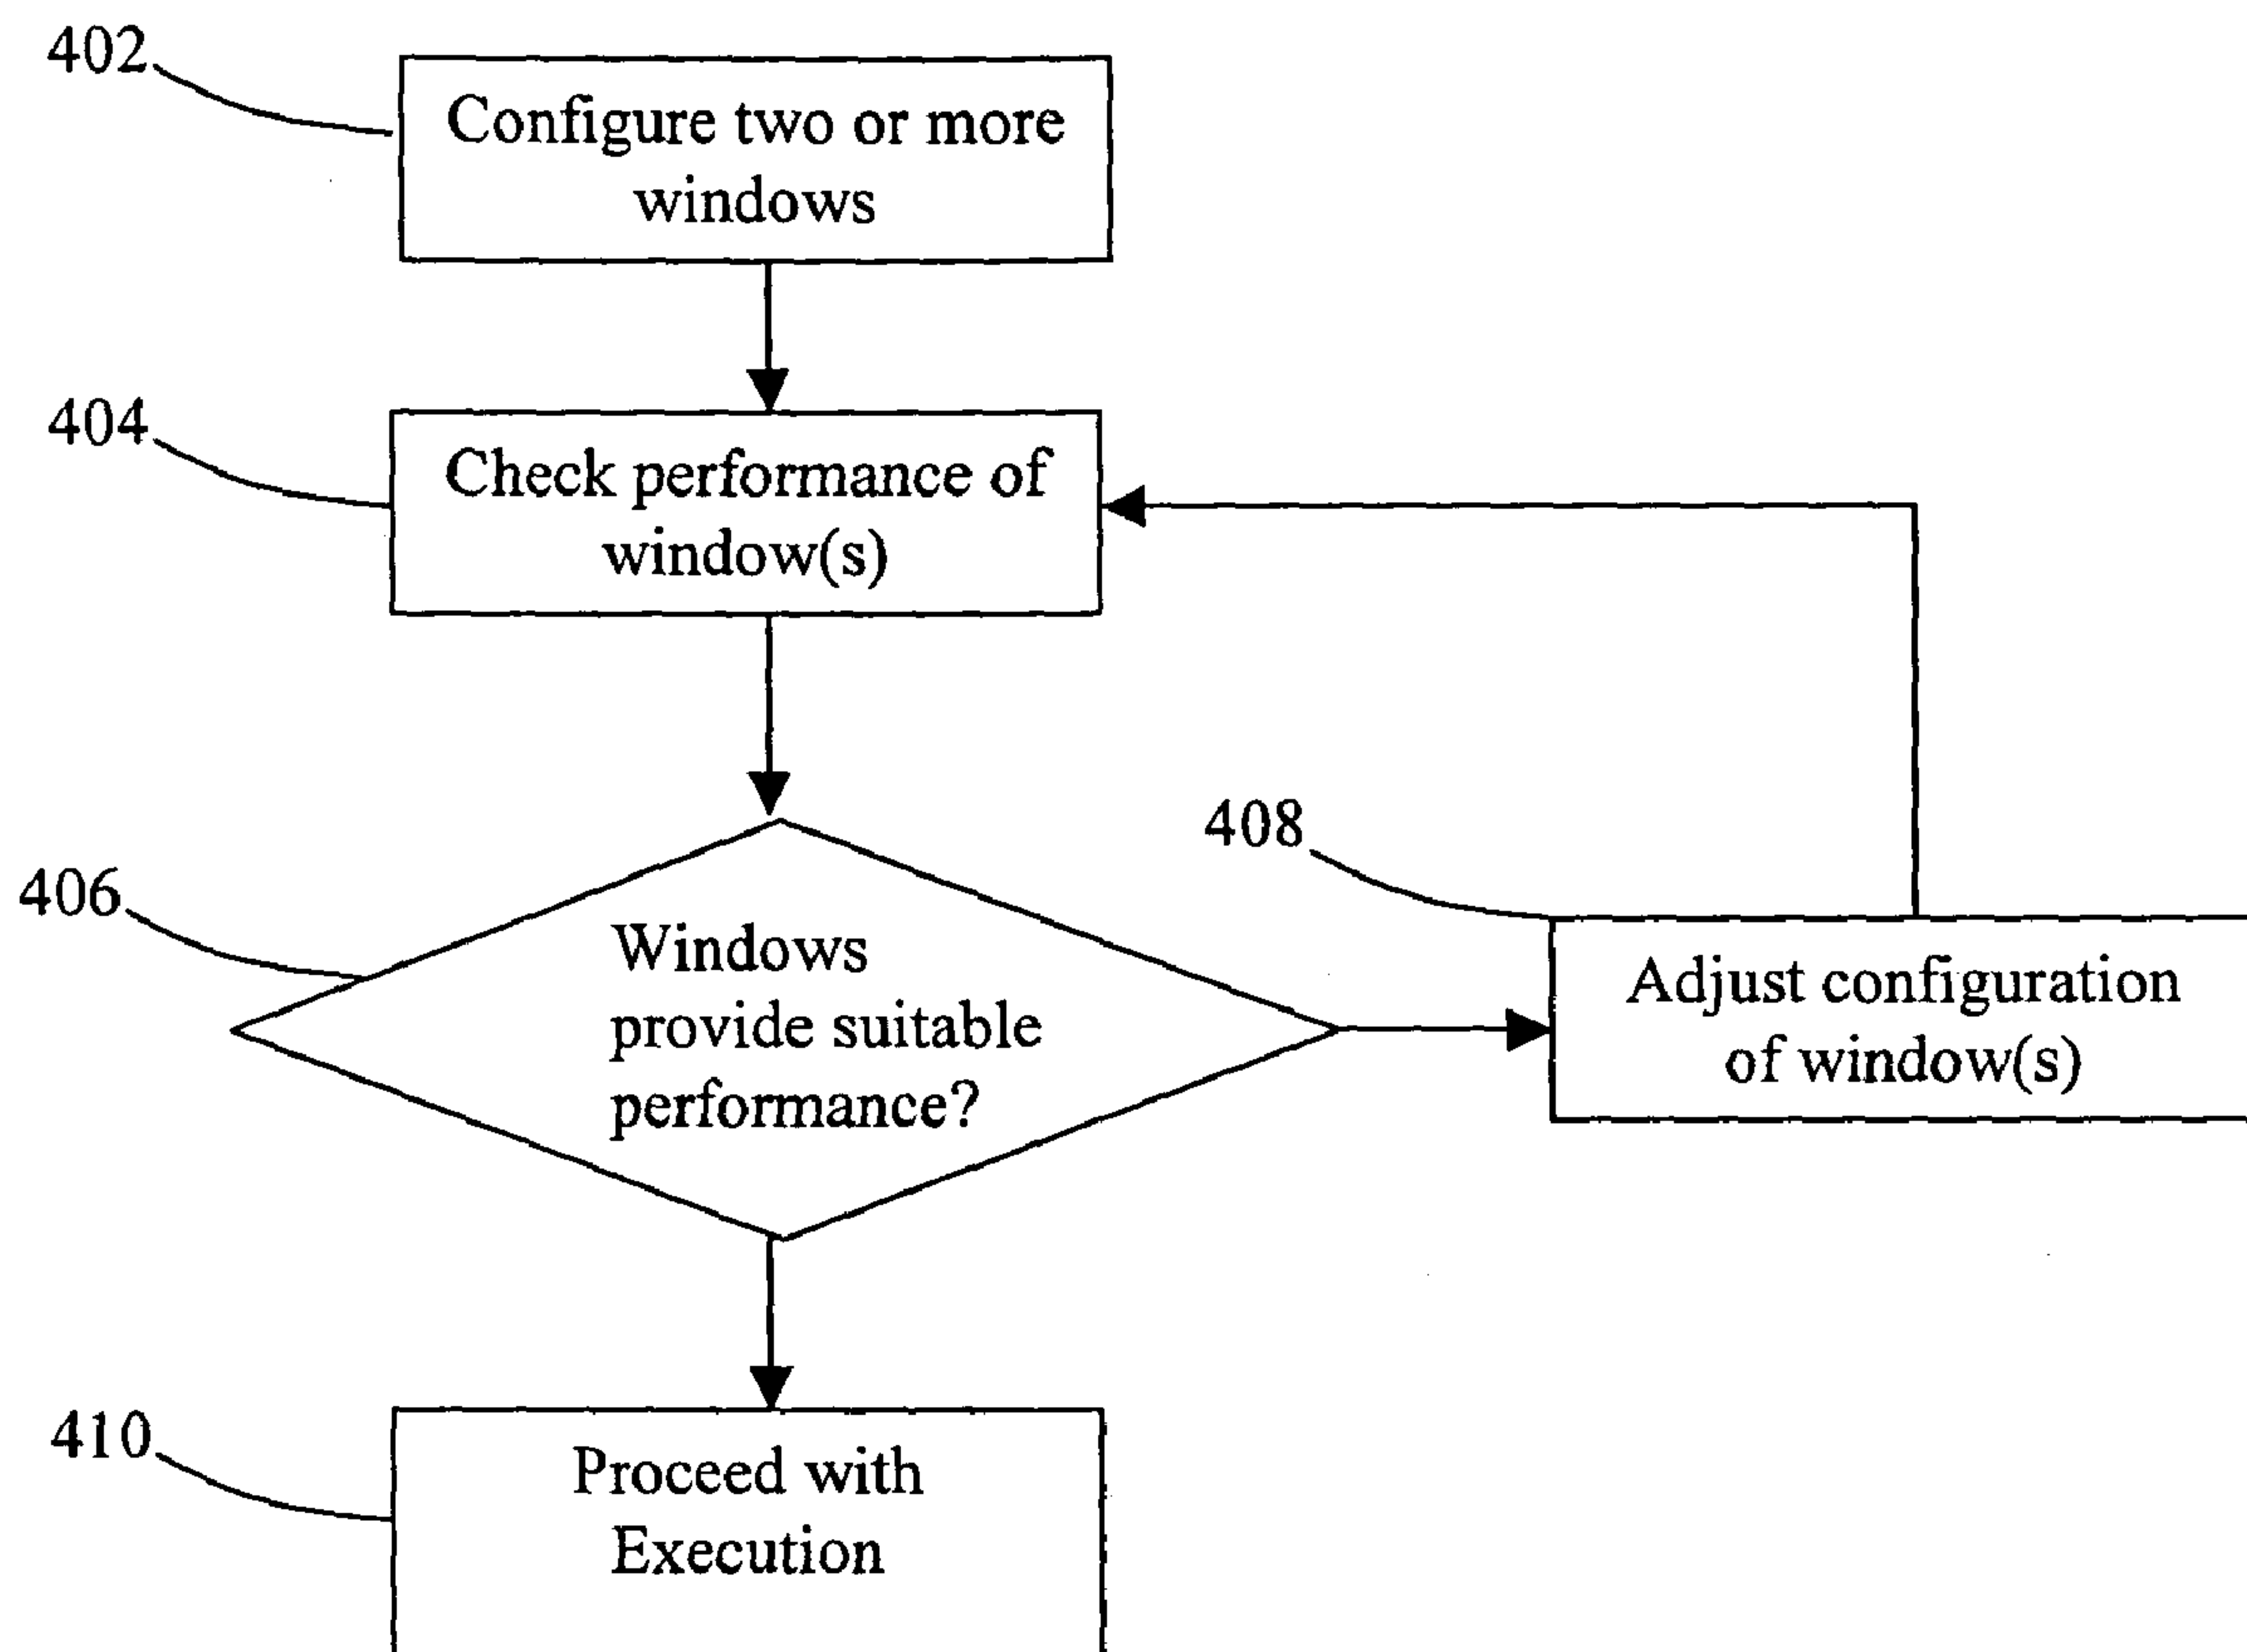 402
Configure two or more
windows
404
Check performance of
window(s)
406
Windows
provide suitable
performance?
408
Adjust configuration
of window(s)
410
Proceed with
Execution